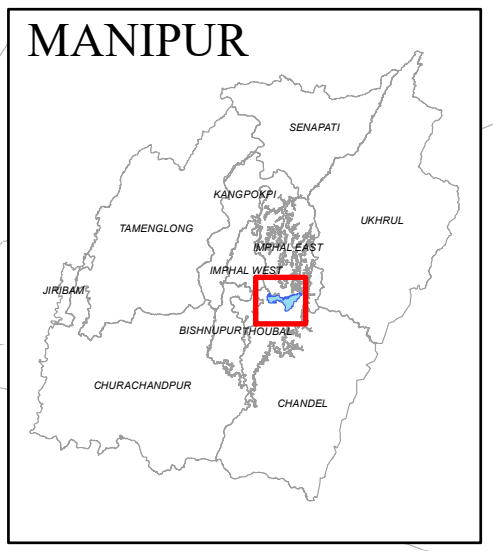 MANIPUR
SENAPATI
KANGPOKPI
UKHRUL
TAMENGLONG
IMPHAL EAST
IMPHAL WEST
JIRIBAM
BISHNUPUR THOUBAL
CHURACHANDPUR
CHANDEL